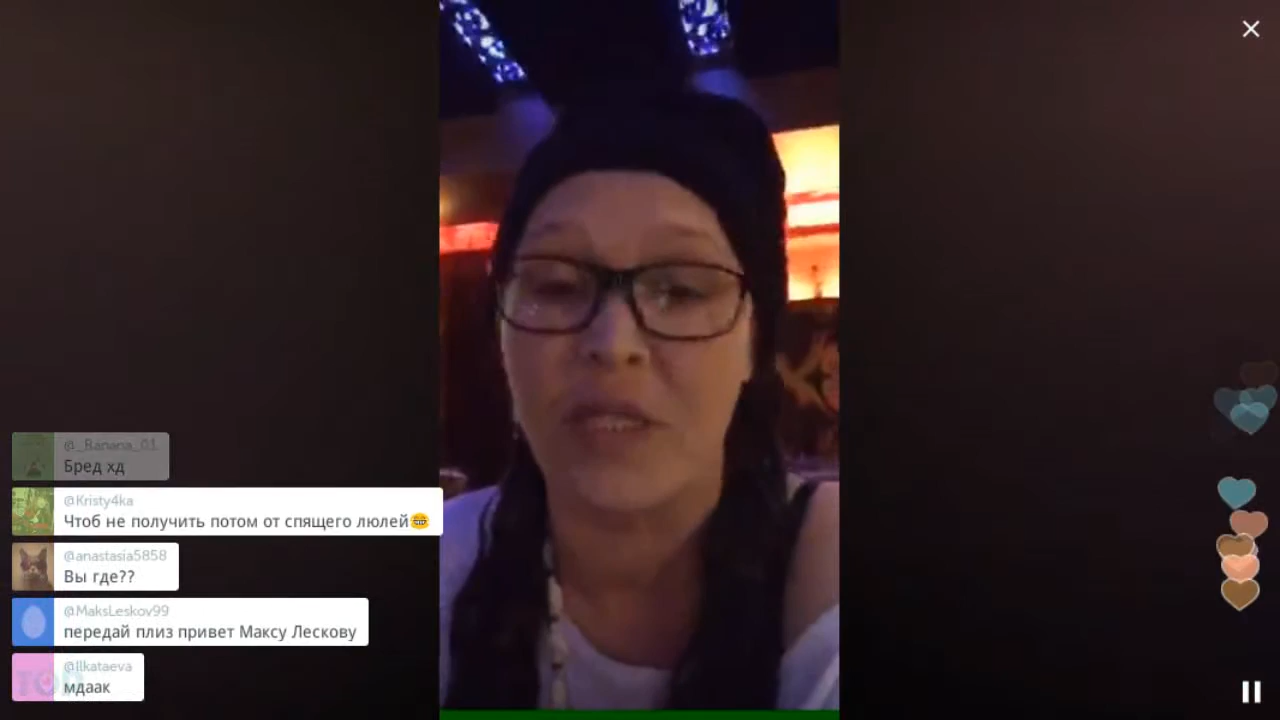 @_Banana_01
Бред хд
@Kristy4ka
Чтоб не получить потом от спящего люлей😁
@anastasia5858
Вы где??
@MaksLeskov99
передай плиз привет Максу Лескову
@Ilkataeva
мдаак